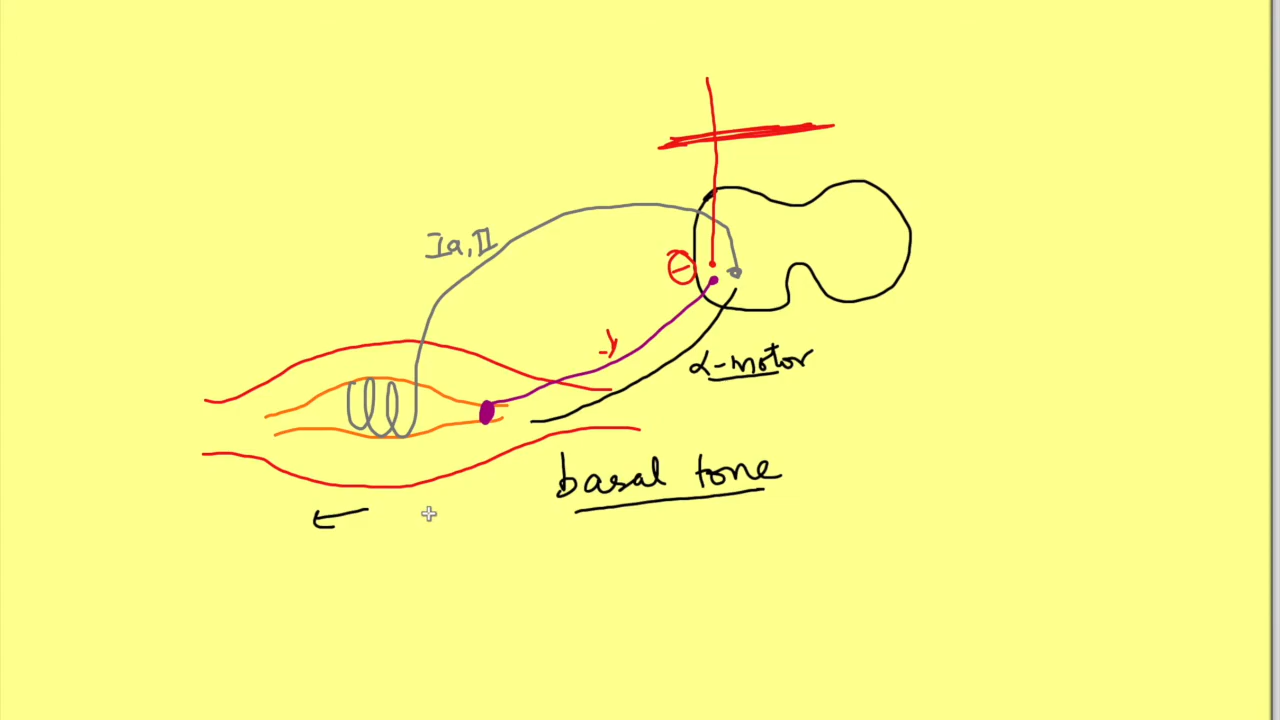 Ia, II
⊖
α-motor
basal tone